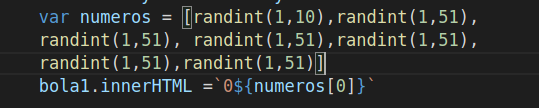 var numeros = [randint(1,10),randint(1,51),
randint(1,51), randint(1,51),randint(1,51),
randint(1,51),randint(1,51)]
bola1.innerHTML =`0${numeros[0]}`